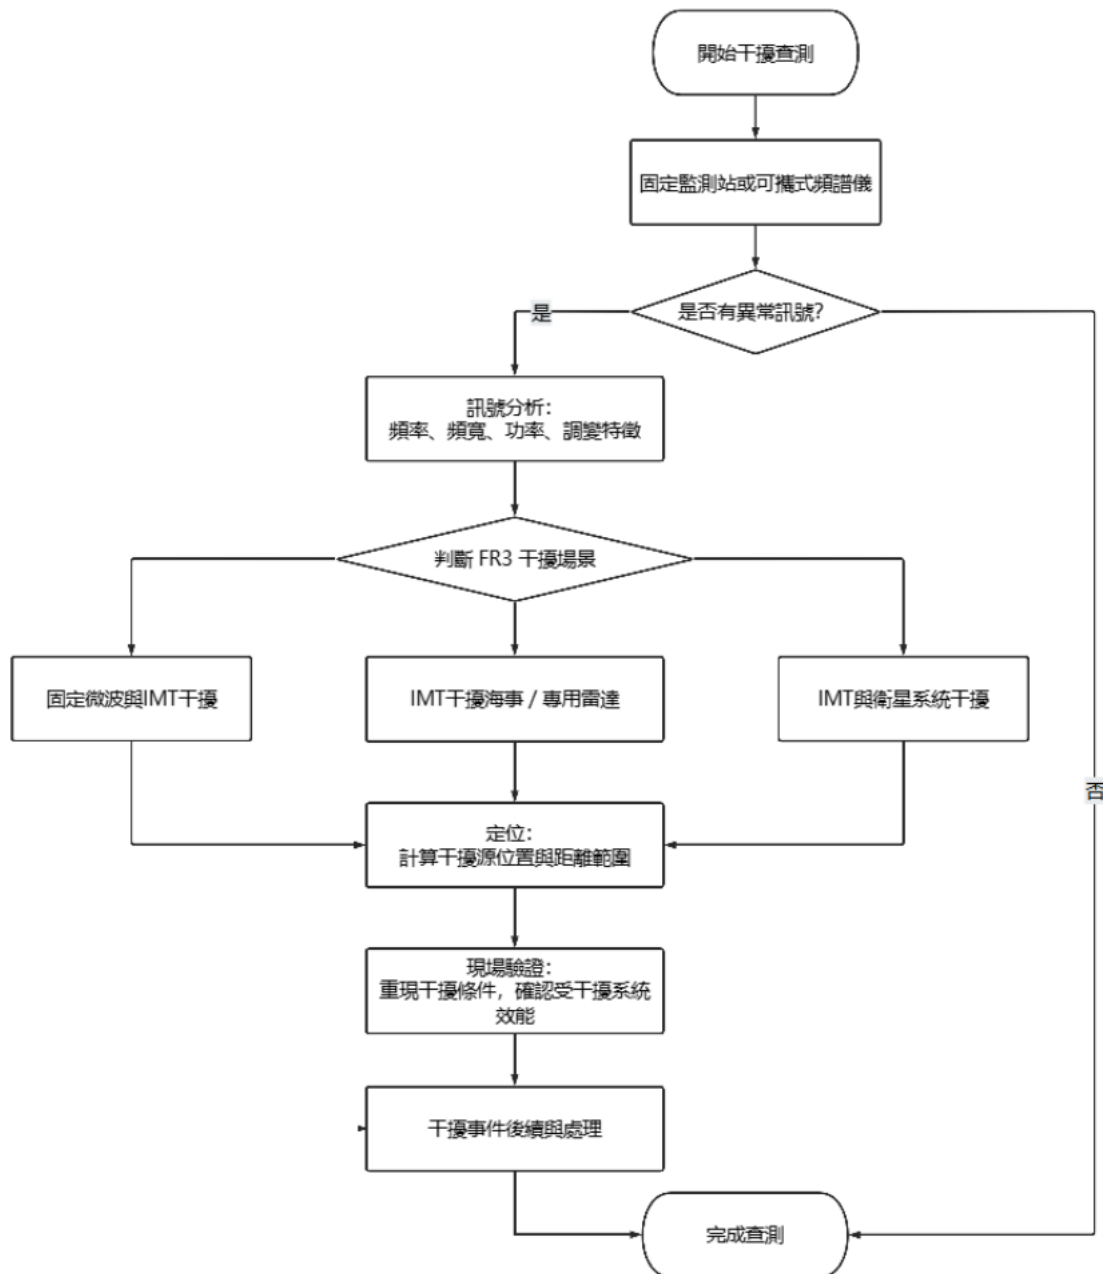 開始干擾查測
固定監測站或可攜式頻譜儀
是否有異常訊號?
是
訊號分析:
頻率、頻寬、功率、調變特徵
判斷 FR3 干擾場景
固定微波與IMT干擾
IMT干擾海事 / 專用雷達
IMT與衛星系統干擾
否
定位:
計算干擾源位置與距離範圍
現場驗證:
重現干擾條件, 確認受干擾系統
效能
干擾事件後續與處理
完成查測